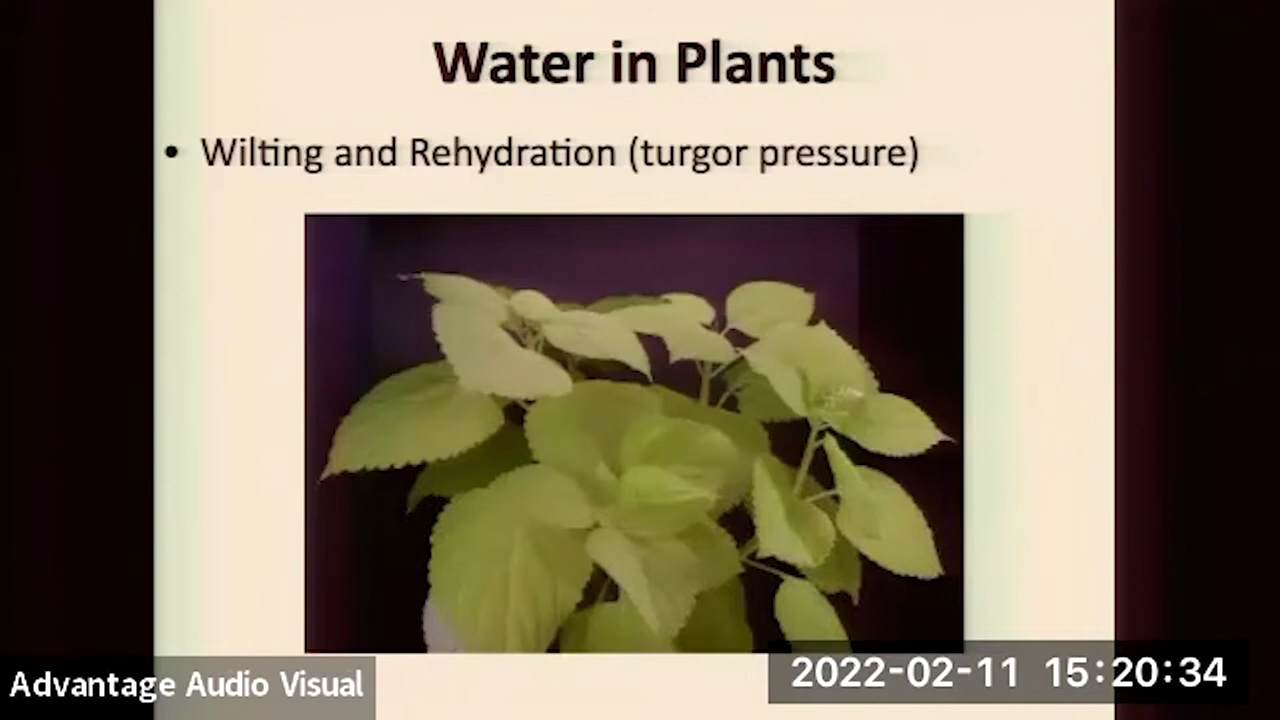 Water in Plants
• Wilting and Rehydration (turgor pressure)
Advantage Audio Visual
2022-02-11 15:20:34